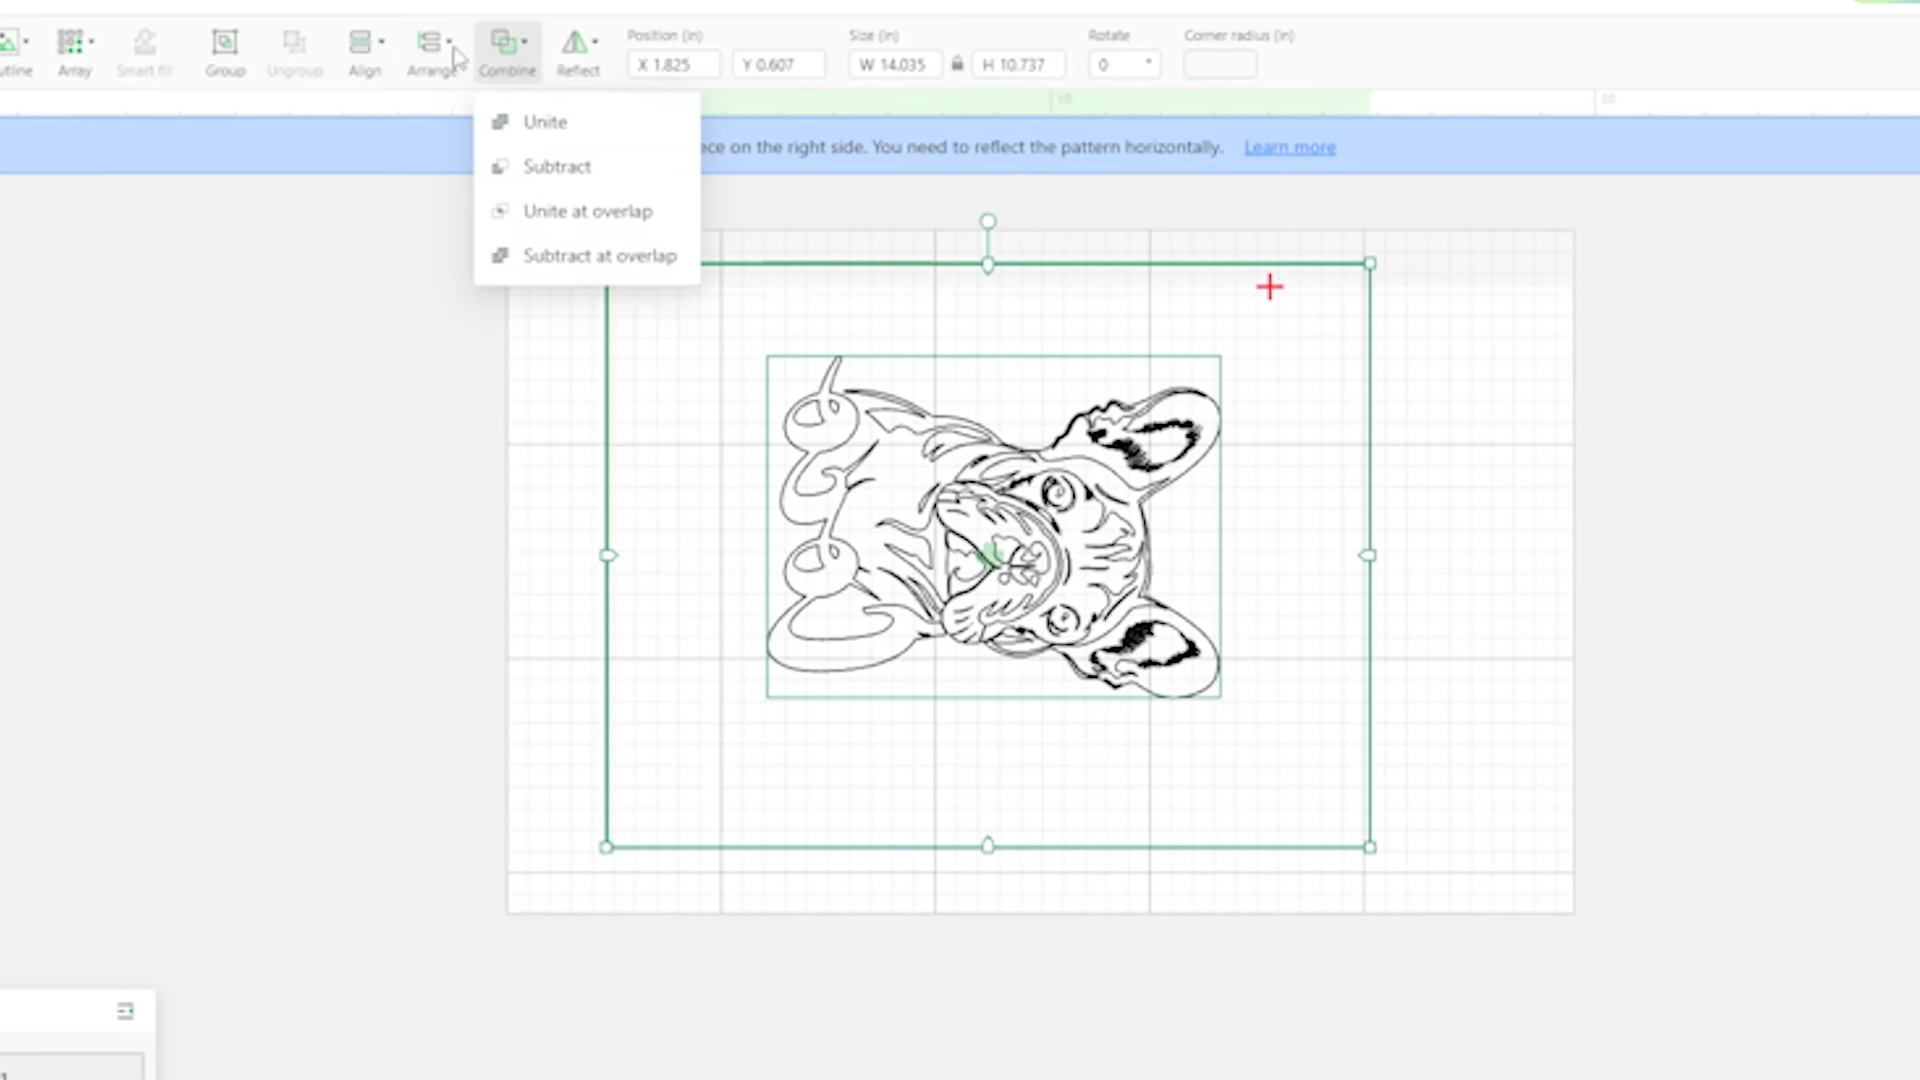 Position (in)
Size (in)
Rotate
Corner radius (in)
Array
Smart fill
Group
Ungroup
Align
Arrange
Combine
Reflect
X 1.825
Y 0.607
W 14.035
H 10.737
0 °
10
20
Unite
Subtract
Unite at overlap
Subtract at overlap
on the right side. You need to reflect the pattern horizontally. Learn more